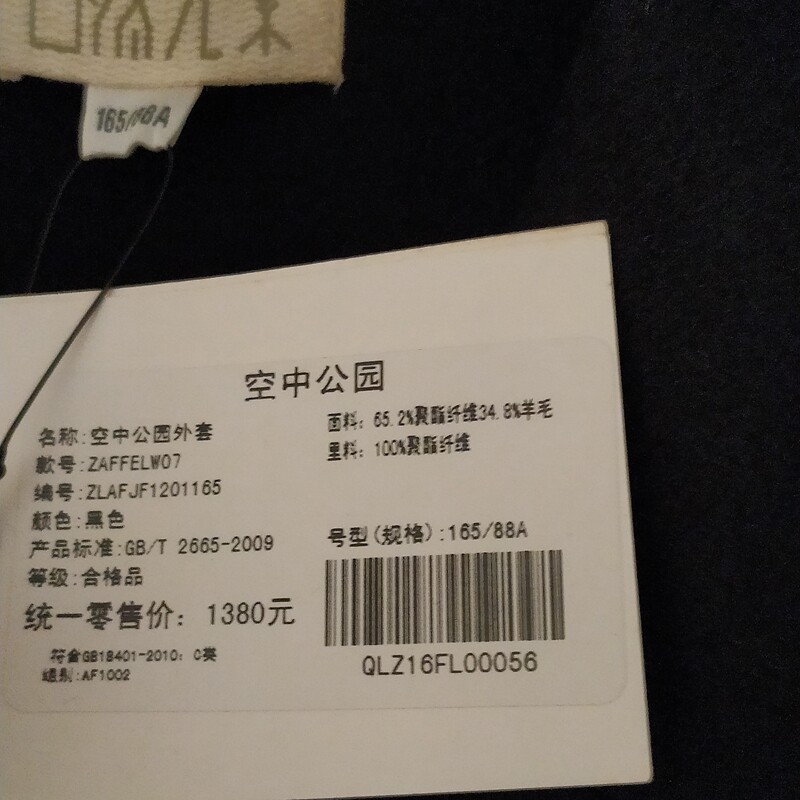 165/88A
空中公园
名称:空中公园外套
款号:ZAFFELW07
编号:ZLAFJF1201165
颜色:黑色
产品标准:GB/T 2665-2009
等级:合格品
统一零售价: 1380元
符合GB18401-2010: C类
组别:AF1002
面料: 65.2%聚酯纤维34.8%羊毛
里料: 100%聚酯纤维
号型(规格):165/88A
QLZ16FL00056